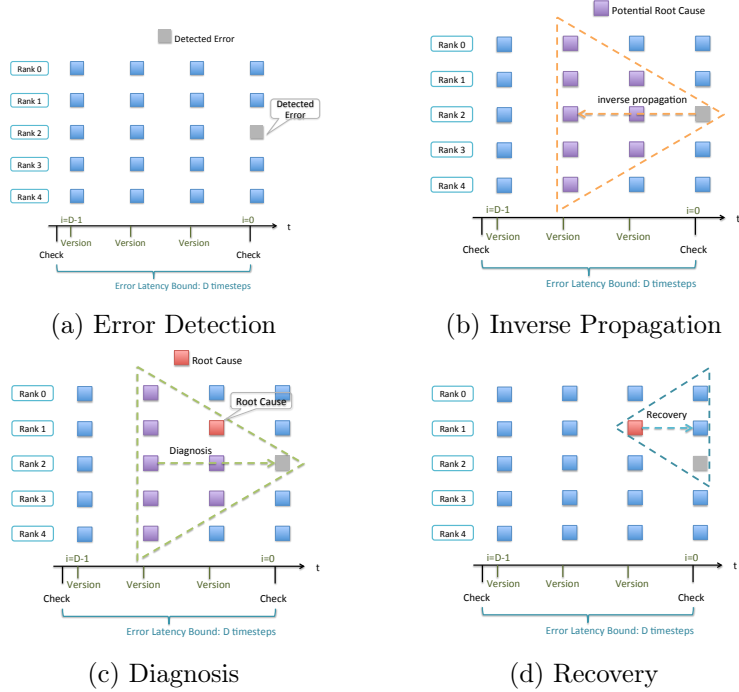 Detected Error
Rank 0
Rank 1
Rank 2
Rank 3
Rank 4
Detected
Error
i=D-1
i=0
t
Version
Version
Version
Check
Check
Error Latency Bound: D timesteps
(a) Error Detection
Potential Root Cause
Rank 0
Rank 1
Rank 2
Rank 3
Rank 4
inverse propagation
i=D-1
i=0
t
Version
Version
Version
Check
Check
Error Latency Bound: D timesteps
(b) Inverse Propagation
Root Cause
Rank 0
Rank 1
Rank 2
Rank 3
Rank 4
Root Cause
Diagnosis
i=D-1
i=0
t
Version
Version
Version
Check
Check
Error Latency Bound: D timesteps
(c) Diagnosis
Rank 0
Rank 1
Rank 2
Rank 3
Rank 4
Recovery
i=D-1
i=0
t
Version
Version
Version
Check
Check
Error Latency Bound: D timesteps
(d) Recovery